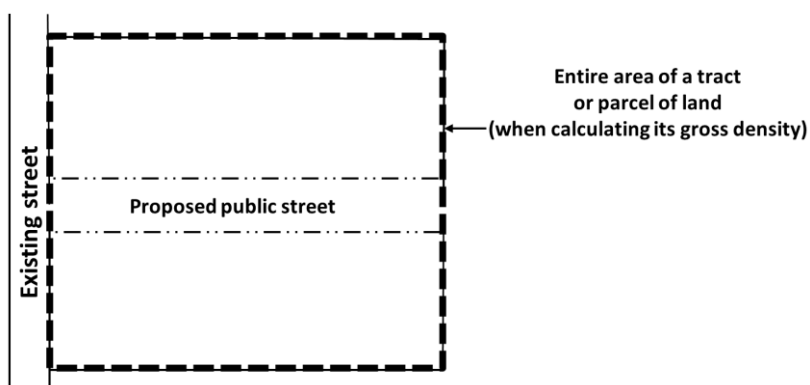 Existing street
Proposed public street
Entire area of a tract
or parcel of land
(when calculating its gross density)